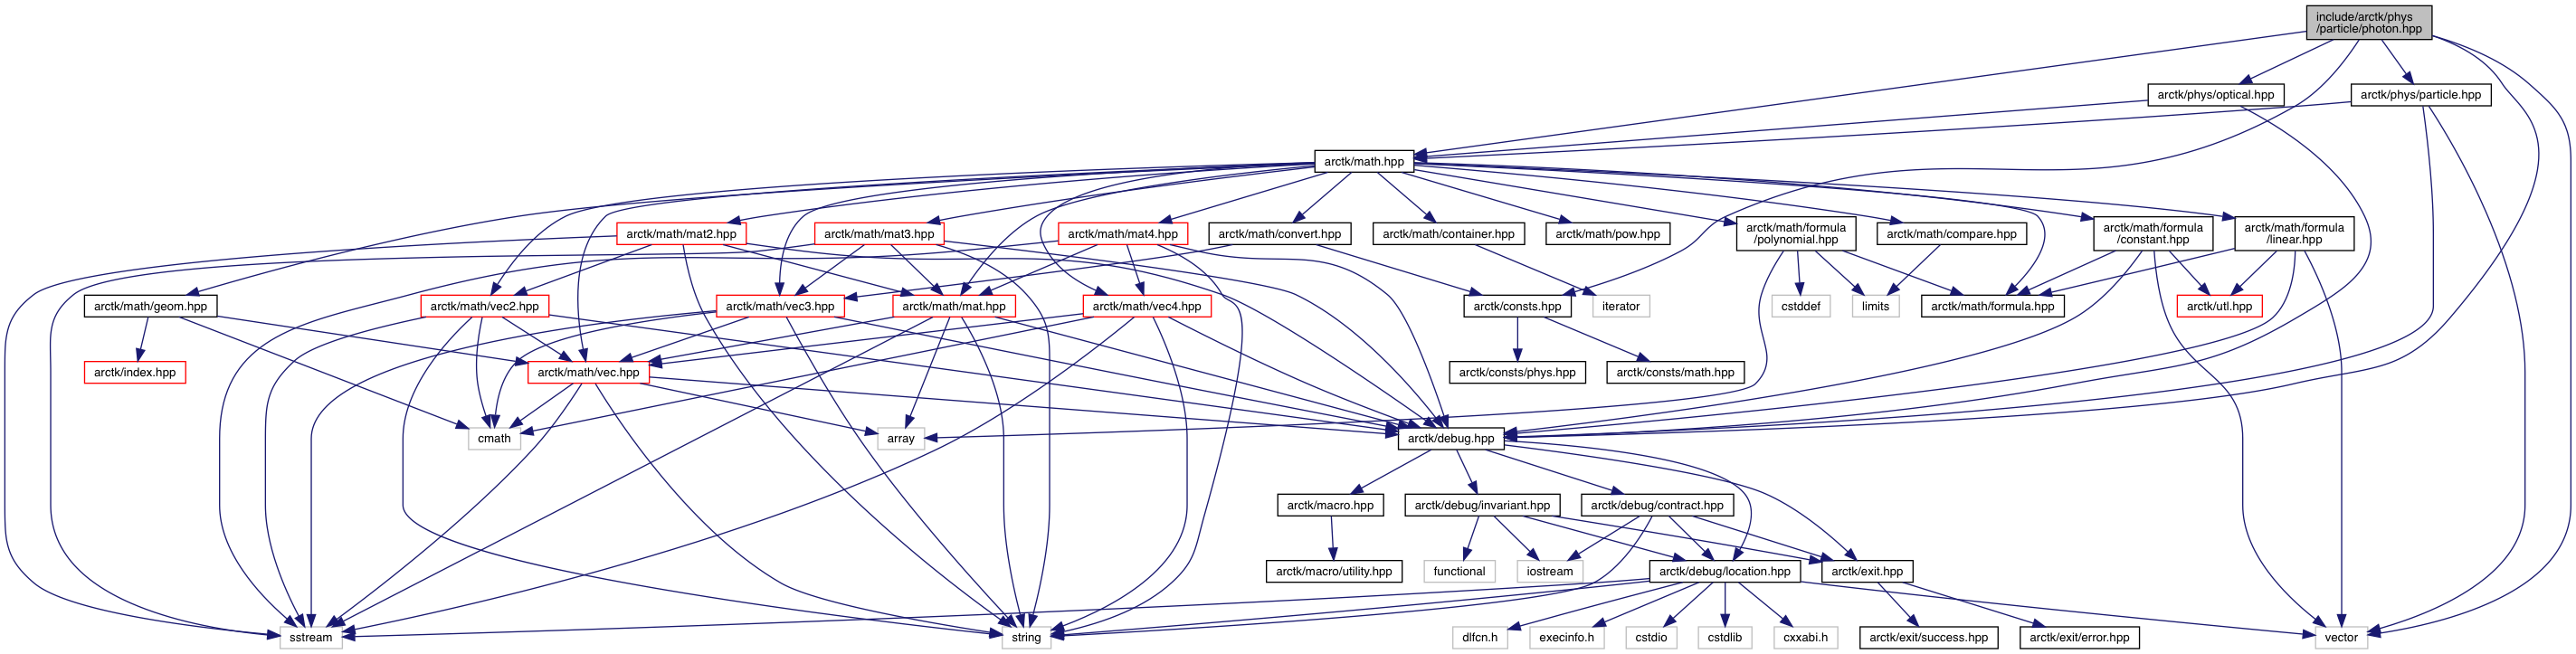 include/arctk/phys
/particle/photon.hpp
arctk/phys/optical.hpp
arctk/phys/particle.hpp
arctk/math.hpp
arctk/math/mat2.hpp
arctk/math/mat3.hpp
arctk/math/mat4.hpp
arctk/math/convert.hpp
arctk/math/container.hpp
arctk/math/pow.hpp
arctk/math/formula
/polynomial.hpp
arctk/math/compare.hpp
arctk/math/formula
/constant.hpp
arctk/math/formula
/linear.hpp
arctk/math/geom.hpp
arctk/math/vec2.hpp
arctk/math/vec3.hpp
arctk/math/mat.hpp
arctk/math/vec4.hpp
arctk/consts.hpp
iterator
cstddef
limits
arctk/math/formula.hpp
arctk/utl.hpp
arctk/index.hpp
arctk/math/vec.hpp
arctk/consts/phys.hpp
arctk/consts/math.hpp
cmath
array
arctk/debug.hpp
arctk/macro.hpp
arctk/debug/invariant.hpp
arctk/debug/contract.hpp
arctk/macro/utility.hpp
functional
iostream
arctk/debug/location.hpp
arctk/exit.hpp
sstream
string
dlfcn.h
execinfo.h
cstdio
cstdlib
cxxabi.h
arctk/exit/success.hpp
arctk/exit/error.hpp
vector